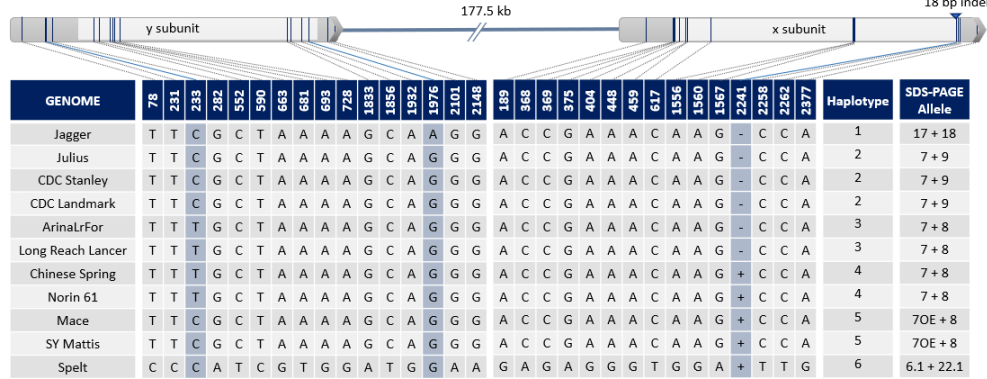 18 bp inde
177.5 kb
y subunit x subunit
GENOME 78 231 233 282 552 590 663 681 693 728 1833 1856 1932 1976 2101 2148 189 368 369 375 404 448 459 617 1556 1560 1567 2241 2258 2262 2377 Haplotype SDS-PAGE Allele
Jagger T T C G C T A A A A G C A A G G A C C G A A A C A A G - C C A 1 17 + 18
Julius T T C G C T A A A A G C A G G G A C C G A A A C A A G - C C A 2 7 + 9
CDC Stanley T T C G C T A A A A G C A G G G A C C G A A A C A A G - C C A 2 7 + 9
CDC Landmark T T C G C T A A A A G C A G G G A C C G A A A C A A G - C C A 2 7 + 9
ArinaLrFor T T T G C T A A A A G C A G G G A C C G A A A C A A G - C C A 3 7 + 8
Long Reach Lancer T T T G C T A A A A G C A G G G A C C G A A A C A A G - C C A 3 7 + 8
Chinese Spring T T T G C T A A A A G C A G G G A C C G A A A C A A G + C C A 4 7 + 8
Norin 61 T T T G C T A A A A G C A G G G A C C G A A A C A A G + C C A 4 7 + 8
Mace T T C G C T A A A A G C A G G G A C C G A A A C A A G + C C A 5 7OE + 8
SY Mattis T T C G C T A A A A G C A G G G A C C G A A A C A A G + C C A 5 7OE + 8
Spelt C C C A T C G T G G A T G G A A G A G A G G G T G G A + T T G 6 6.1 + 22.1